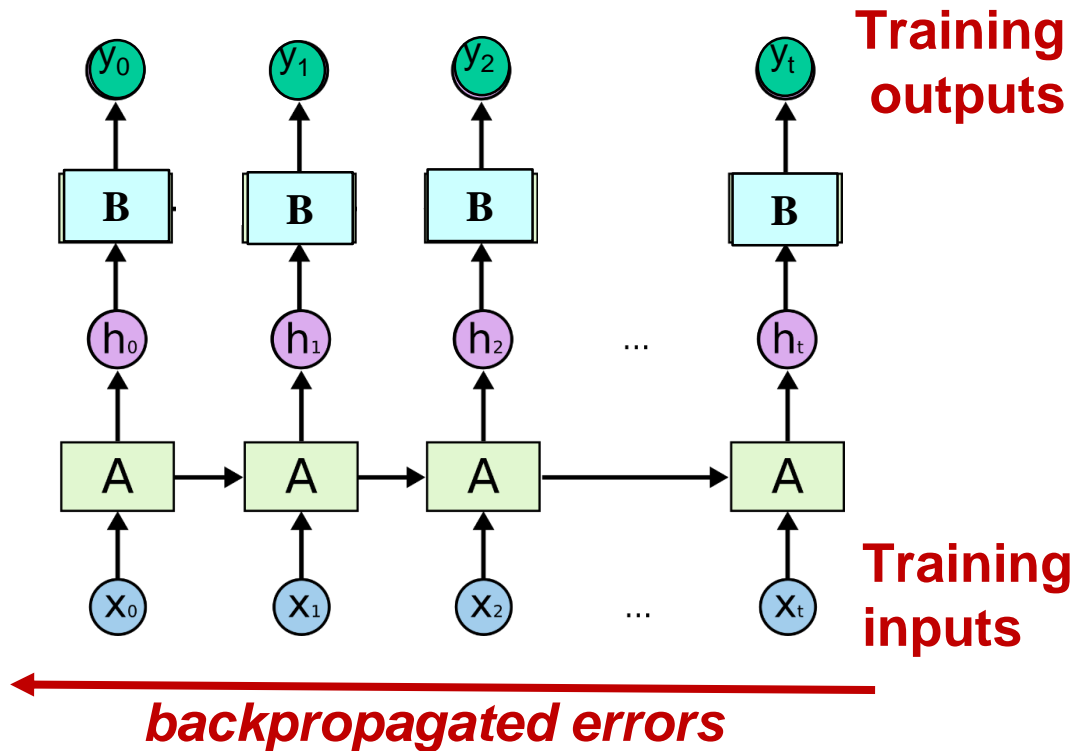 Training
outputs
y0 y1 y2 yt
B B B B
h0 h1 h2 ... ht
A A A A
x0 x1 x2 ... xt
Training
inputs
backpropagated errors